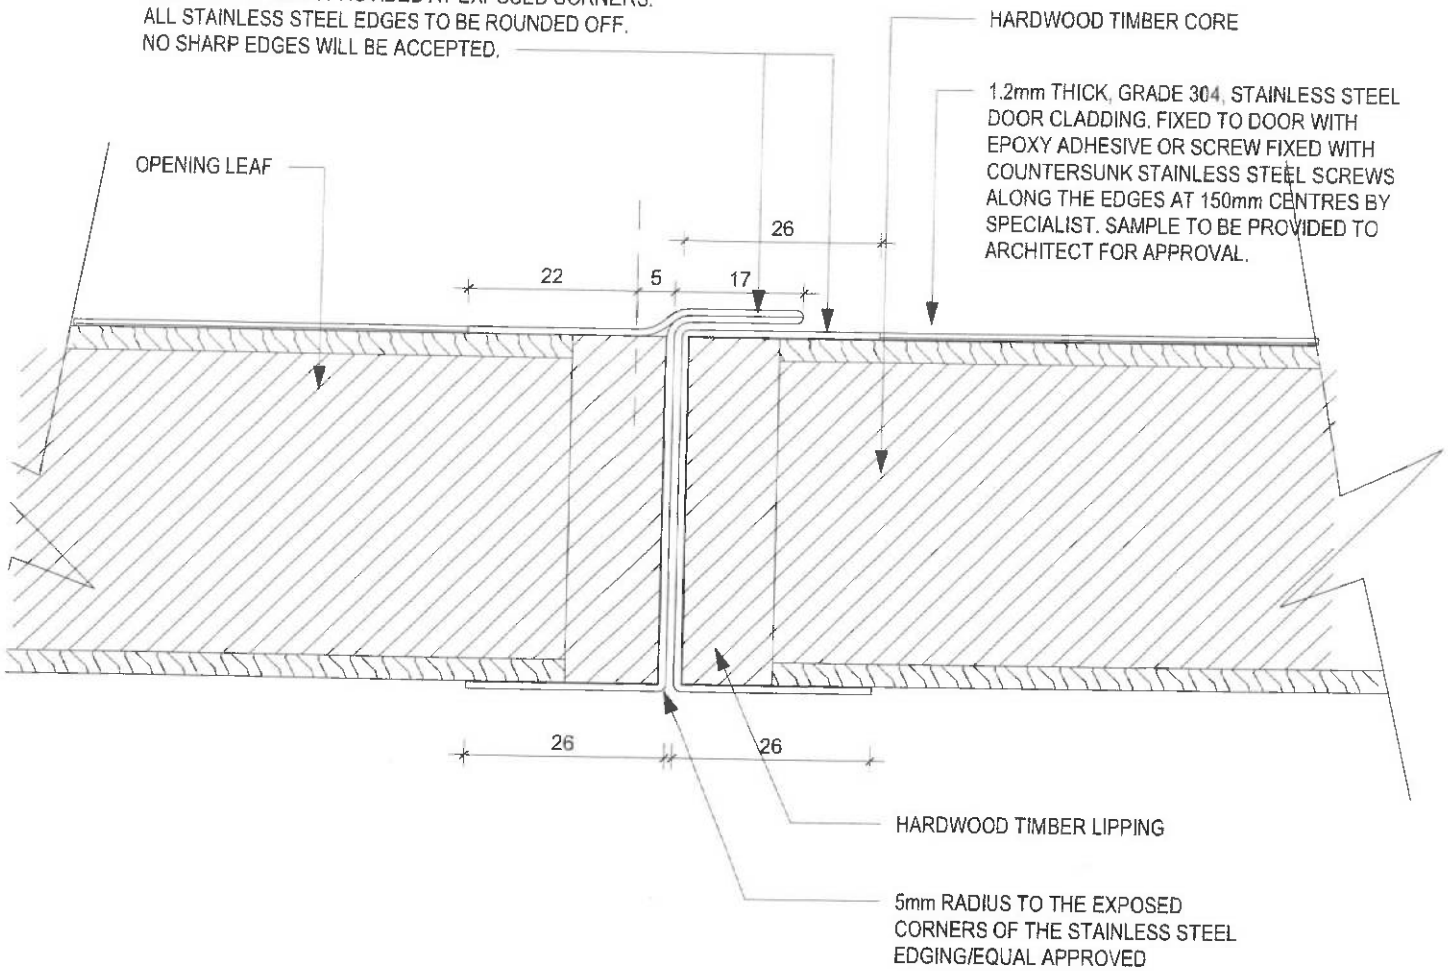 AT EXPOSED CORNERS.
ALL STAINLESS STEEL EDGES TO BE ROUNDED OFF.
NO SHARP EDGES WILL BE ACCEPTED.
HARDWOOD TIMBER CORE
1.2mm THICK, GRADE 304, STAINLESS STEEL
DOOR CLADDING, FIXED TO DOOR WITH
EPOXY ADHESIVE OR SCREW FIXED WITH
COUNTERSUNK STAINLESS STEEL SCREWS
ALONG THE EDGES AT 150mm CENTRES BY
SPECIALIST. SAMPLE TO BE PROVIDED TO
ARCHITECT FOR APPROVAL.
OPENING LEAF
26
22 5 17
26 26
HARDWOOD TIMBER LIPPING
5mm RADIUS TO THE EXPOSED
CORNERS OF THE STAINLESS STEEL
EDGING/EQUAL APPROVED